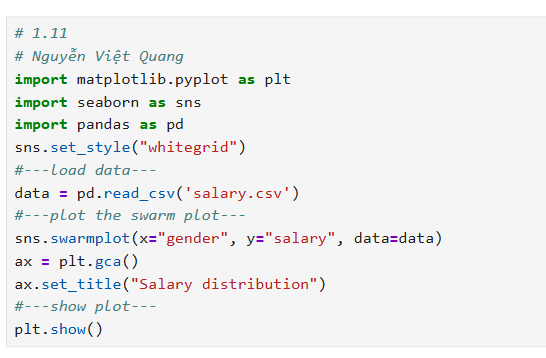 # 1.11
# Nguyễn Việt Quang
import matplotlib.pyplot as plt
import seaborn as sns
import pandas as pd
sns.set_style("whitegrid")
#---load data---
data = pd.read_csv('salary.csv')
#---plot the swarm plot---
sns.swarmplot(x="gender", y="salary", data=data)
ax = plt.gca()
ax.set_title("Salary distribution")
#---show plot---
plt.show()